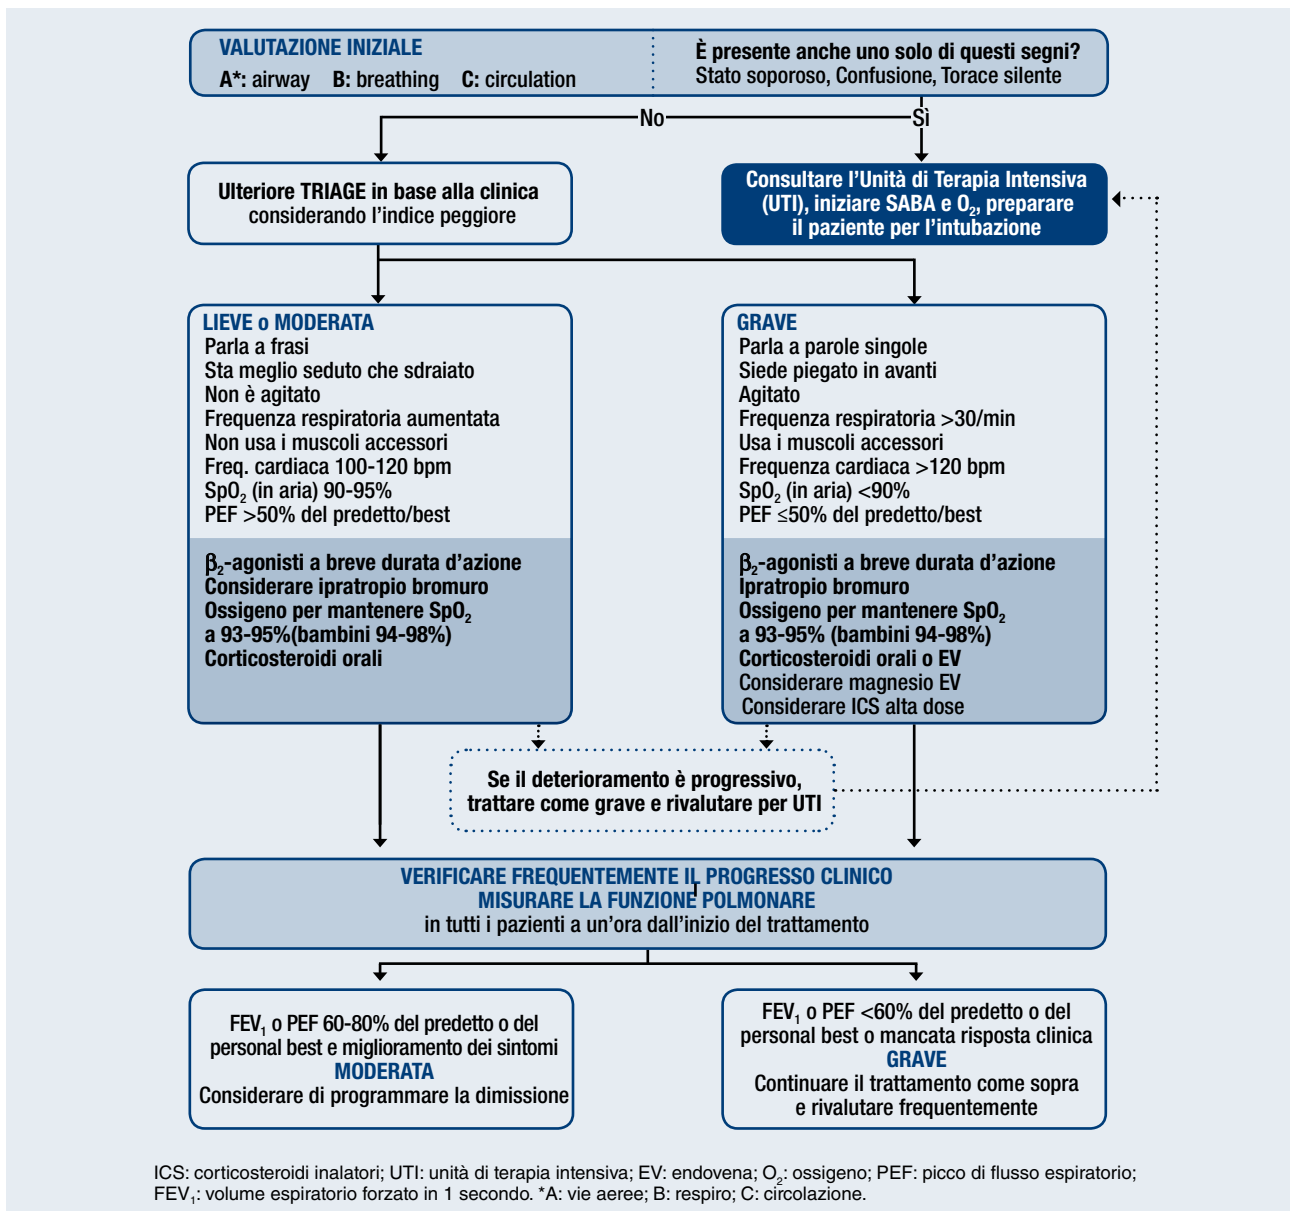 VALUTAZIONE INIZIALE
A*: airway B: breathing C: circulation
È presente anche uno solo di questi segni?
Stato soporoso, Confusione, Torace silente
No
Sì
Ulteriore TRIAGE in base alla clinica
considerando l'indice peggiore
Consultare l'Unità di Terapia Intensiva
(UTI), iniziare SABA e O₂, preparare
il paziente per l'intubazione
LIEVE o MODERATA
Parla a frasi
Sta meglio seduto che sdraiato
Non è agitato
Frequenza respiratoria aumentata
Non usa i muscoli accessori
Freq. cardiaca 100-120 bpm
SpO₂ (in aria) 90-95%
PEF >50% del predetto/best
β₂-agonisti a breve durata d'azione
Considerare ipratropio bromuro
Ossigeno per mantenere SpO₂
a 93-95%(bambini 94-98%)
Corticosteroidi orali
GRAVE
Parla a parole singole
Siede piegato in avanti
Agitato
Frequenza respiratoria >30/min
Usa i muscoli accessori
Frequenza cardiaca >120 bpm
SpO₂ (in aria) <90%
PEF ≤50% del predetto/best
β₂-agonisti a breve durata d'azione
Ipratropio bromuro
Ossigeno per mantenere SpO₂
a 93-95% (bambini 94-98%)
Corticosteroidi orali o EV
Considerare magnesio EV
Considerare ICS alta dose
Se il deterioramento è progressivo,
trattare come grave e rivalutare per UTI
VERIFICARE FREQUENTEMENTE IL PROGRESSO CLINICO
MISURARE LA FUNZIONE POLMONARE
in tutti i pazienti a un'ora dall'inizio del trattamento
FEV₁ o PEF 60-80% del predetto o del
personal best e miglioramento dei sintomi
MODERATA
Considerare di programmare la dimissione
FEV₁ o PEF <60% del predetto o del
personal best o mancata risposta clinica
GRAVE
Continuare il trattamento come sopra
e rivalutare frequentemente
ICS: corticosteroidi inalatori; UTI: unità di terapia intensiva; EV: endovena; O₂: ossigeno; PEF: picco di flusso espiratorio;
FEV₁: volume espiratorio forzato in 1 secondo. *A: vie aeree; B: respiro; C: circolazione.